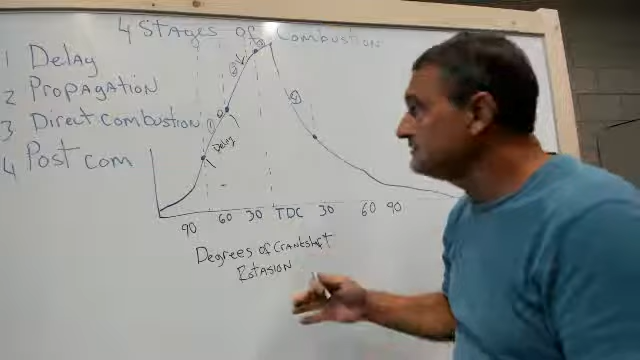 4 Stages of Combustion
1 Delay
2 Propagation
3 Direct combustion
4 Post com
Delay
90 60 30 TDC 30 60 90
Degrees of crankshaft
Rotasion